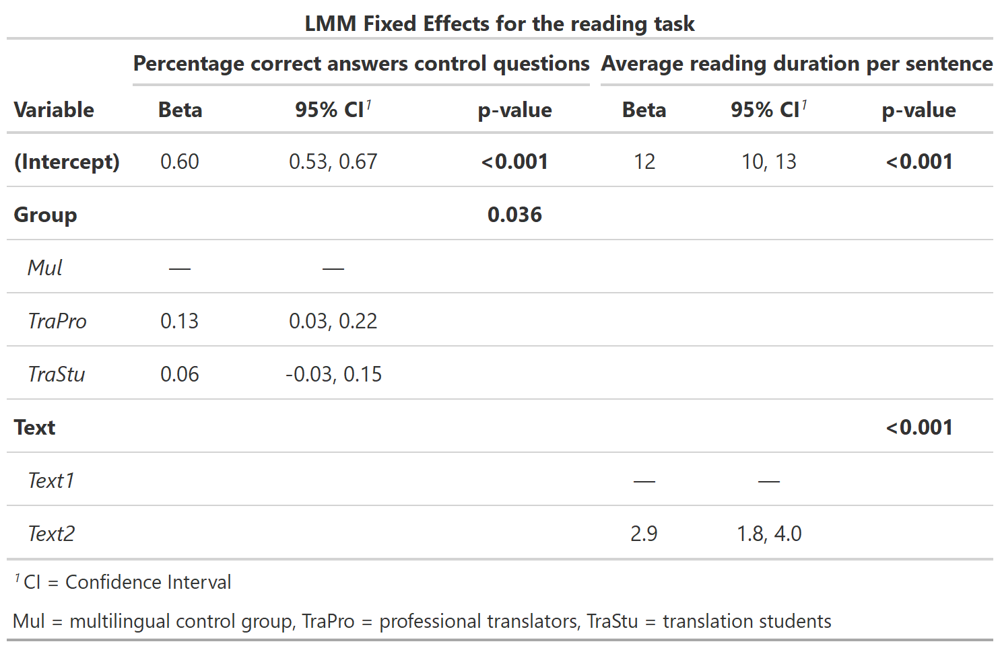 LMM Fixed Effects for the reading task
Percentage correct answers control questions Average reading duration per sentence
Variable Beta 95% CI1 p-value Beta 95% CI1 p-value
(Intercept) 0.60 0.53, 0.67 <0.001 12 10, 13 <0.001
Group 0.036
Mul — —
TraPro 0.13 0.03, 0.22
TraStu 0.06 -0.03, 0.15
Text <0.001
Text1 — —
Text2 2.9 1.8, 4.0
1 CI = Confidence Interval
Mul = multilingual control group, TraPro = professional translators, TraStu = translation students